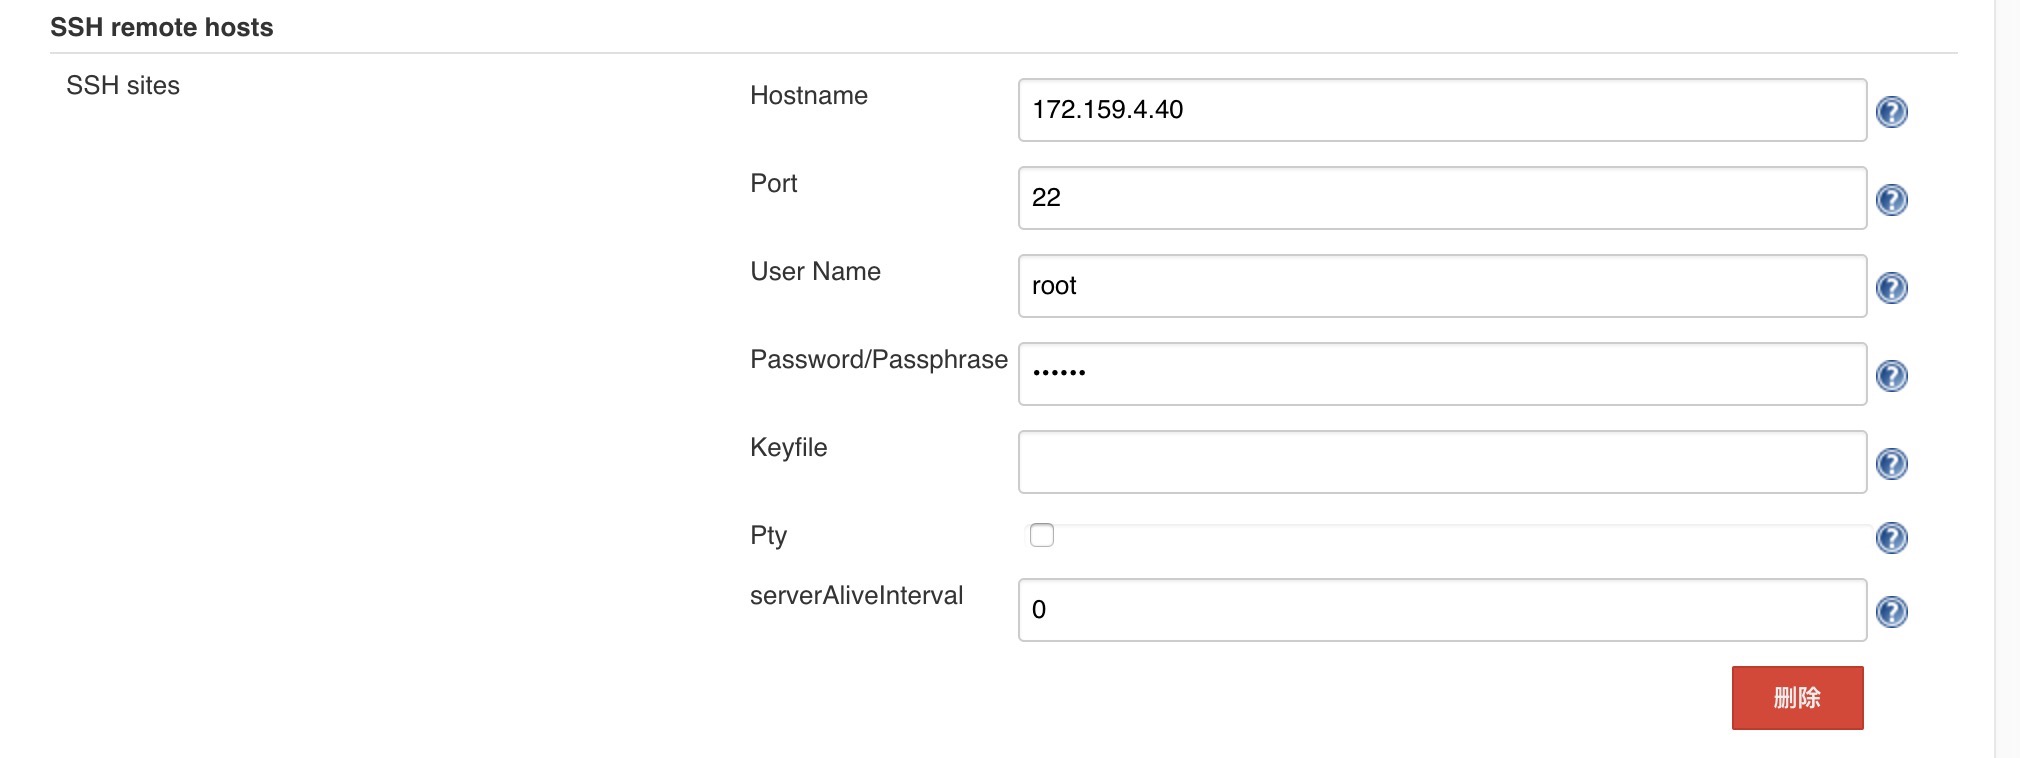 SSH remote hosts
SSH sites
Hostname
172.159.4.40
Port
22
User Name
root
Password/Passphrase
••••••
Keyfile
Pty
serverAliveInterval
0
删除